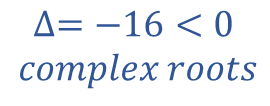 Δ= −16 < 0
complex roots